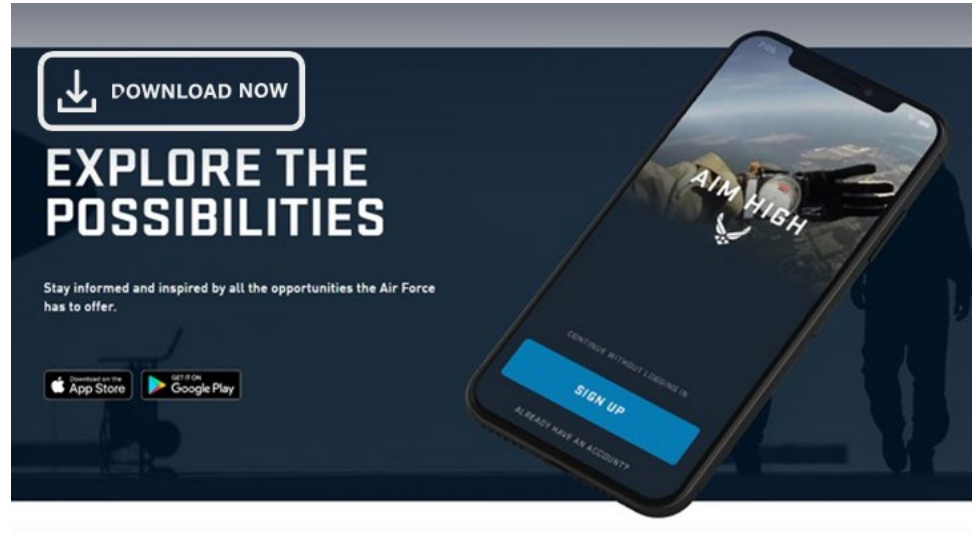 DOWNLOAD NOW
EXPLORE THE
POSSIBILITIES
Stay informed and inspired by all the opportunities the Air Force
has to offer.
Download on the
App Store
GET IT ON
Google Play
7:05
AIM HIGH
CONTINUE WITHOUT LOGGING IN
SIGN UP
ALREADY HAVE AN ACCOUNT?